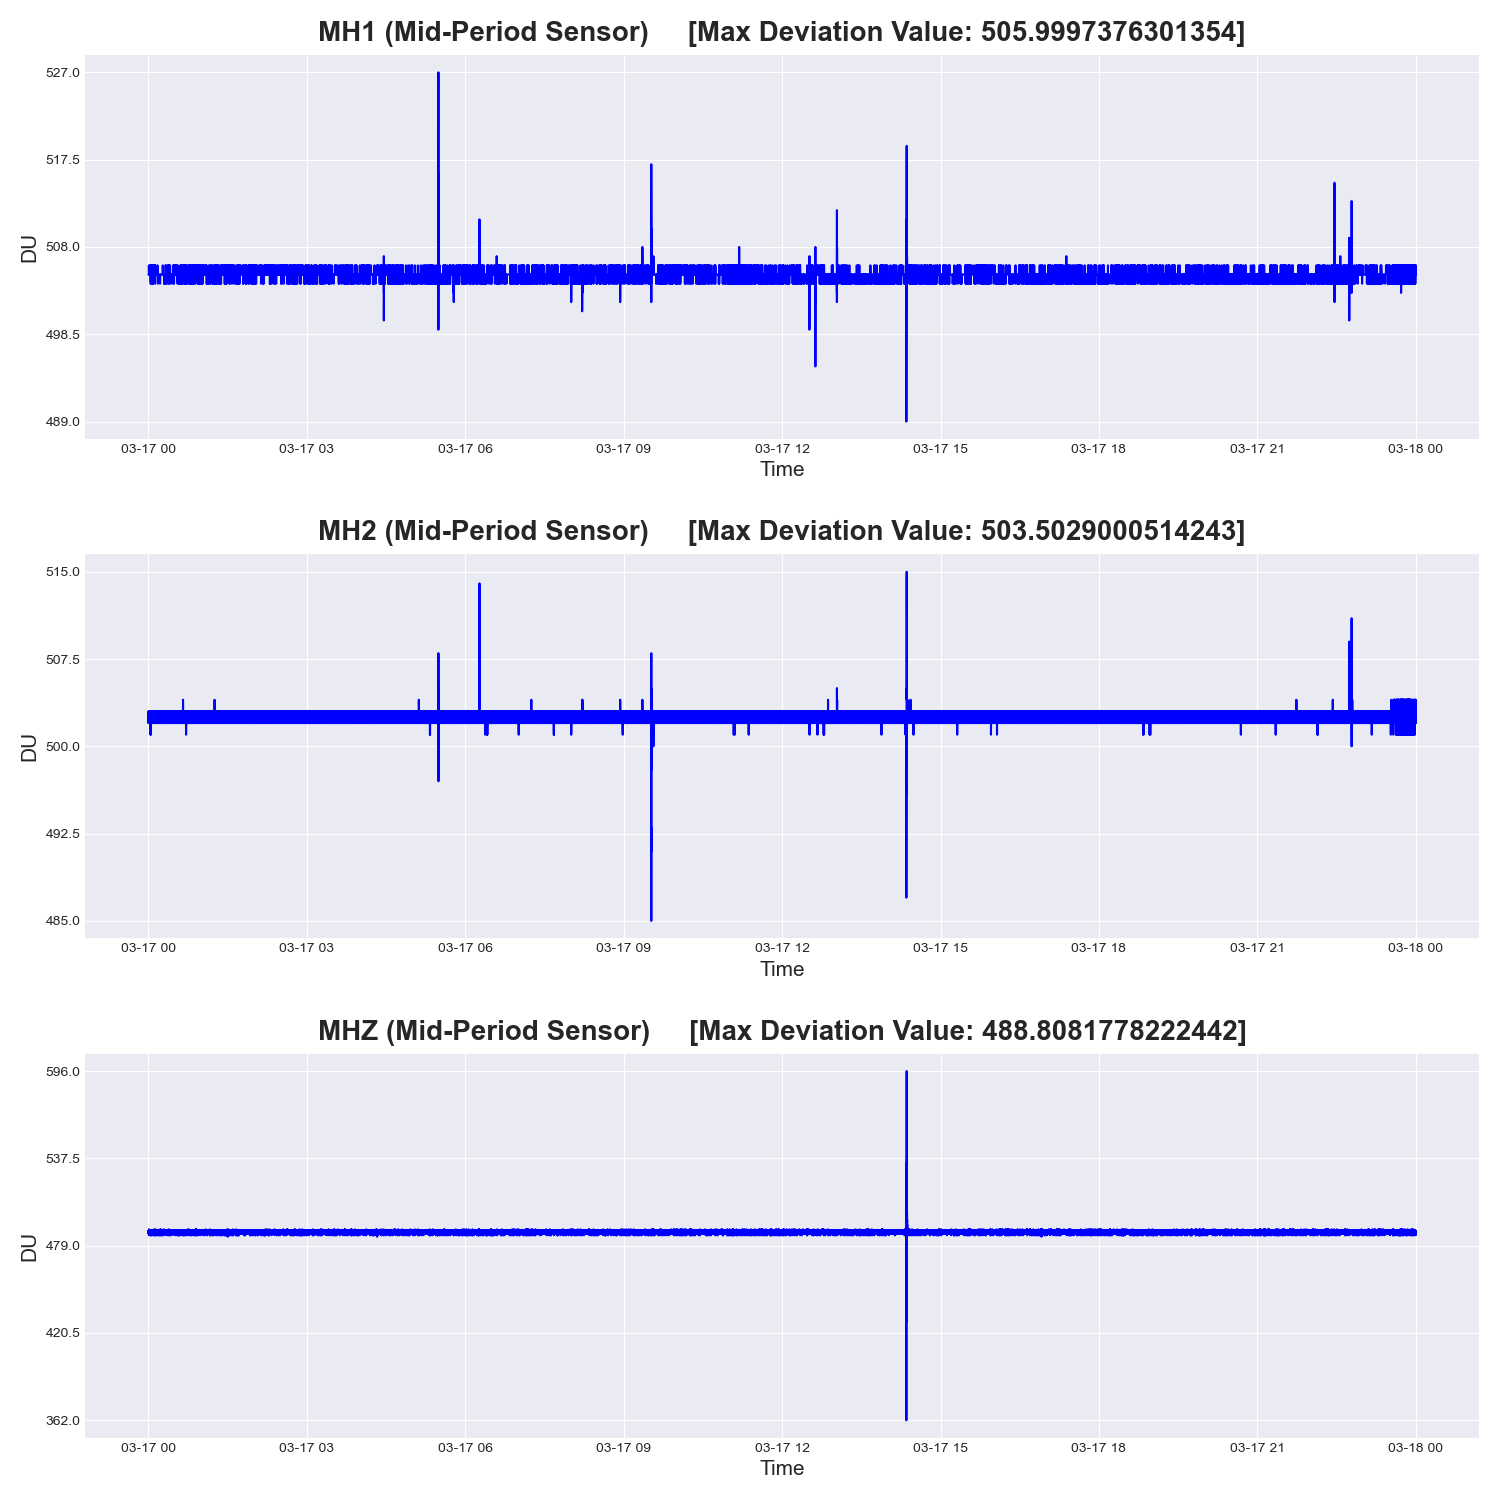 MH1 (Mid-Period Sensor) [Max Deviation Value: 505.9997376301354]
527.0
517.5
508.0
498.5
489.0
DU
03-17 00 03-17 03 03-17 06 03-17 09 03-17 12 03-17 15 03-17 18 03-17 21 03-18 00
Time
MH2 (Mid-Period Sensor) [Max Deviation Value: 503.5029000514243]
515.0
507.5
500.0
492.5
485.0
DU
03-17 00 03-17 03 03-17 06 03-17 09 03-17 12 03-17 15 03-17 18 03-17 21 03-18 00
Time
MHZ (Mid-Period Sensor) [Max Deviation Value: 488.8081778222442]
596.0
537.5
479.0
420.5
362.0
DU
03-17 00 03-17 03 03-17 06 03-17 09 03-17 12 03-17 15 03-17 18 03-17 21 03-18 00
Time